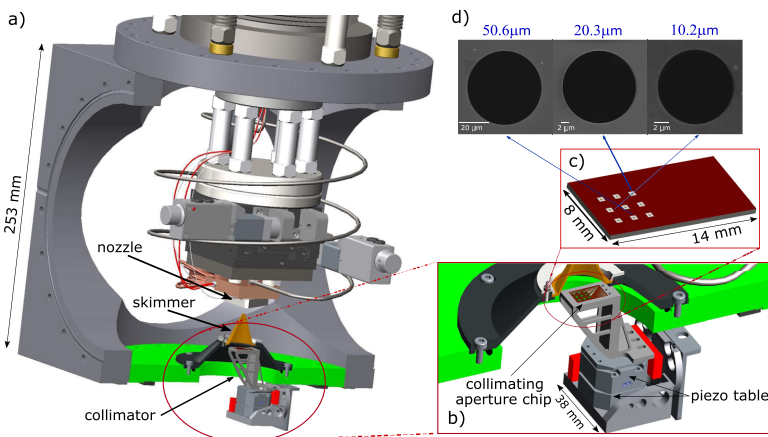 a)
253 mm
nozzle
skimmer
collimator
d)
50.6μm
20.3μm
10.2μm
20 μm
2 μm
2 μm
c)
8 mm
14 mm
collimating
aperture chip
piezo table
38 mm
b)